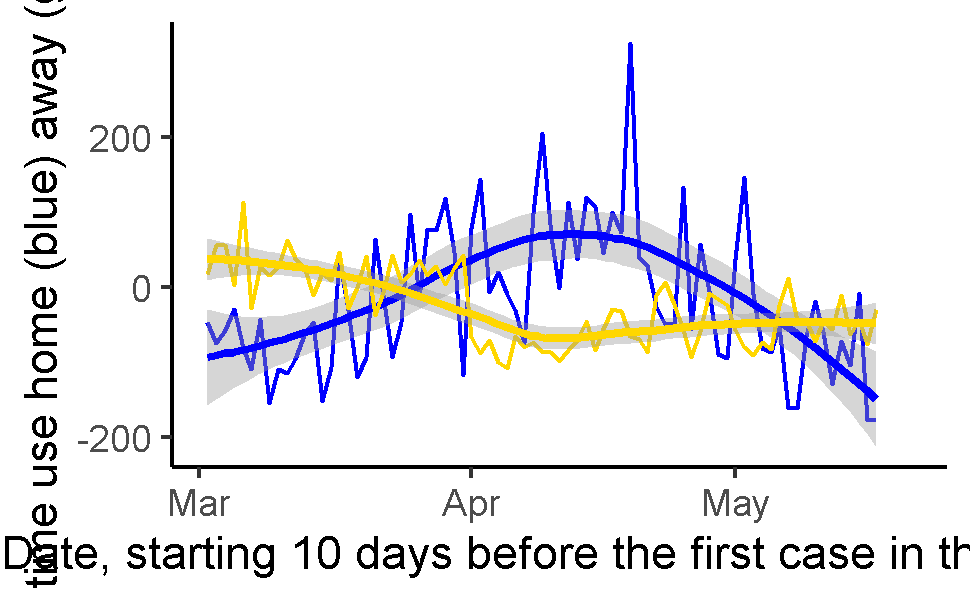 time use home (blue) away (
200
0
-200
Mar Apr May
Date, starting 10 days before the first case in th